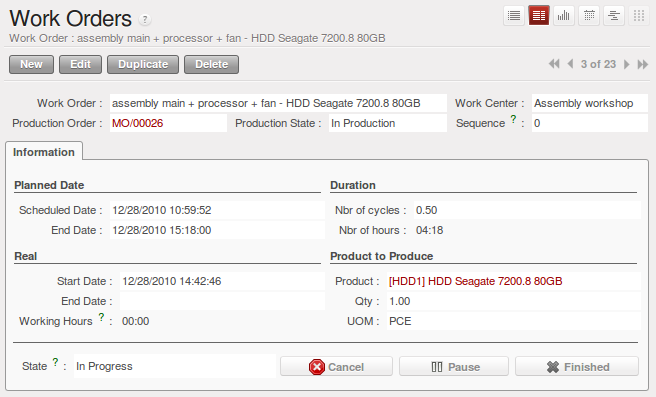 Work Orders ?
Work Order : assembly main + processor + fan - HDD Seagate 7200.8 80GB
New Edit Duplicate Delete 3 of 23
Work Order : assembly main + processor + fan - HDD Seagate 7200.8 80GB Work Center : Assembly workshop
Production Order : MO/00026 Production State : In Production Sequence ? : 0
Information
Planned Date Duration
Scheduled Date : 12/28/2010 10:59:52 Nbr of cycles : 0.50
End Date : 12/28/2010 15:18:00 Nbr of hours : 04:18
Real Product to Produce
Start Date : 12/28/2010 14:42:46 Product : [HDD1] HDD Seagate 7200.8 80GB
End Date : Qty : 1.00
Working Hours ? : 00:00 UOM : PCE
State ? : In Progress Cancel Pause Finished